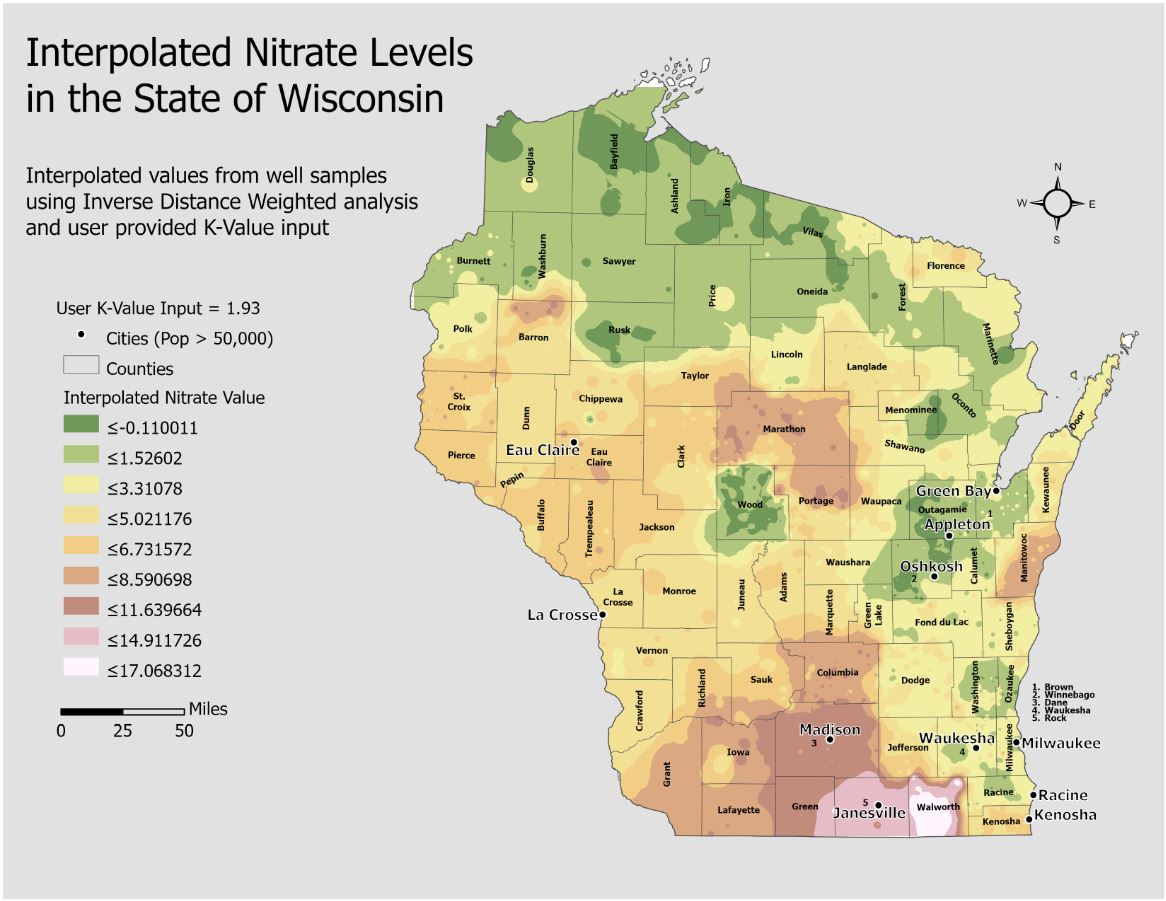 Interpolated Nitrate Levels
in the State of Wisconsin
Interpolated values from well samples
using Inverse Distance Weighted analysis
and user provided K-Value input
User K-Value Input = 1.93
Cities (Pop > 50,000)
Counties
Interpolated Nitrate Value
≤-0.110011
≤1.52602
≤3.31078
≤5.021176
≤6.731572
≤8.590698
≤11.639664
≤14.911726
≤17.068312
Miles
0 25 50
N
W E
S
Douglas
Bayfield
Ashland
Iron
Vilas
Burnett
Washburn
Sawyer
Price
Oneida
Forest
Florence
Marinette
Polk
Barron
Rusk
Lincoln
Langlade
Taylor
St.
Croix
Dunn
Chippewa
Menominee
Oconto
Door
Marathon
Clark
Shawano
Pierce
Eau Claire
Eau
Claire
Pepin
Green Bay
Kewaunee
Buffalo
Trempealeau
Jackson
Wood
Portage
Waupaca
Outagamie
1
Appleton
Manitowoc
Waushara
Oshkosh
2
Calumet
La
Crosse
La Crosse
Monroe
Juneau
Adams
Marquette
Green
Lake
Fond du Lac
Sheboygan
Vernon
Crawford
Richland
Sauk
Columbia
Dodge
Washington
Ozaukee
1. Brown
2. Winnebago
3. Dane
4. Waukesha
5. Rock
Grant
Iowa
Madison
3
Jefferson
Waukesha
4
Milwaukee
Milwaukee
Lafayette
Green
5
Janesville
Walworth
Racine
Racine
Kenosha
Kenosha